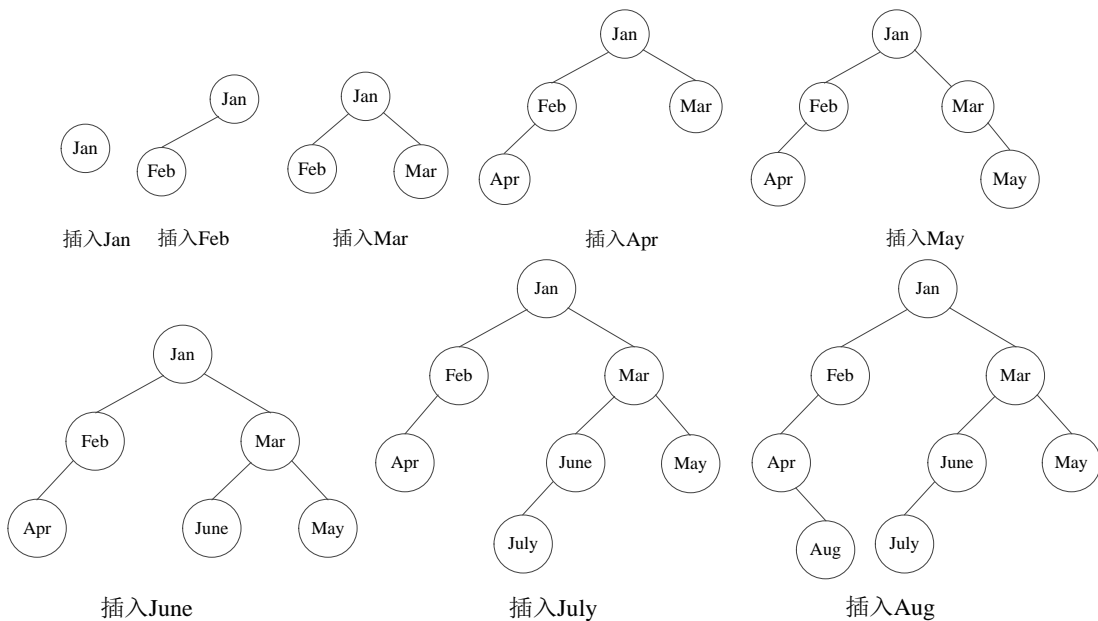 Jan
Jan
Feb
Jan
Feb
Mar
Jan
Feb
Mar
Apr
Jan
Feb
Mar
Apr
May
插入Jan
插入Feb
插入Mar
插入Apr
插入May
Jan
Feb
Mar
Apr
June
May
Jan
Feb
Mar
Apr
June
May
July
Jan
Feb
Mar
Apr
June
May
Aug
July
插入June
插入July
插入Aug